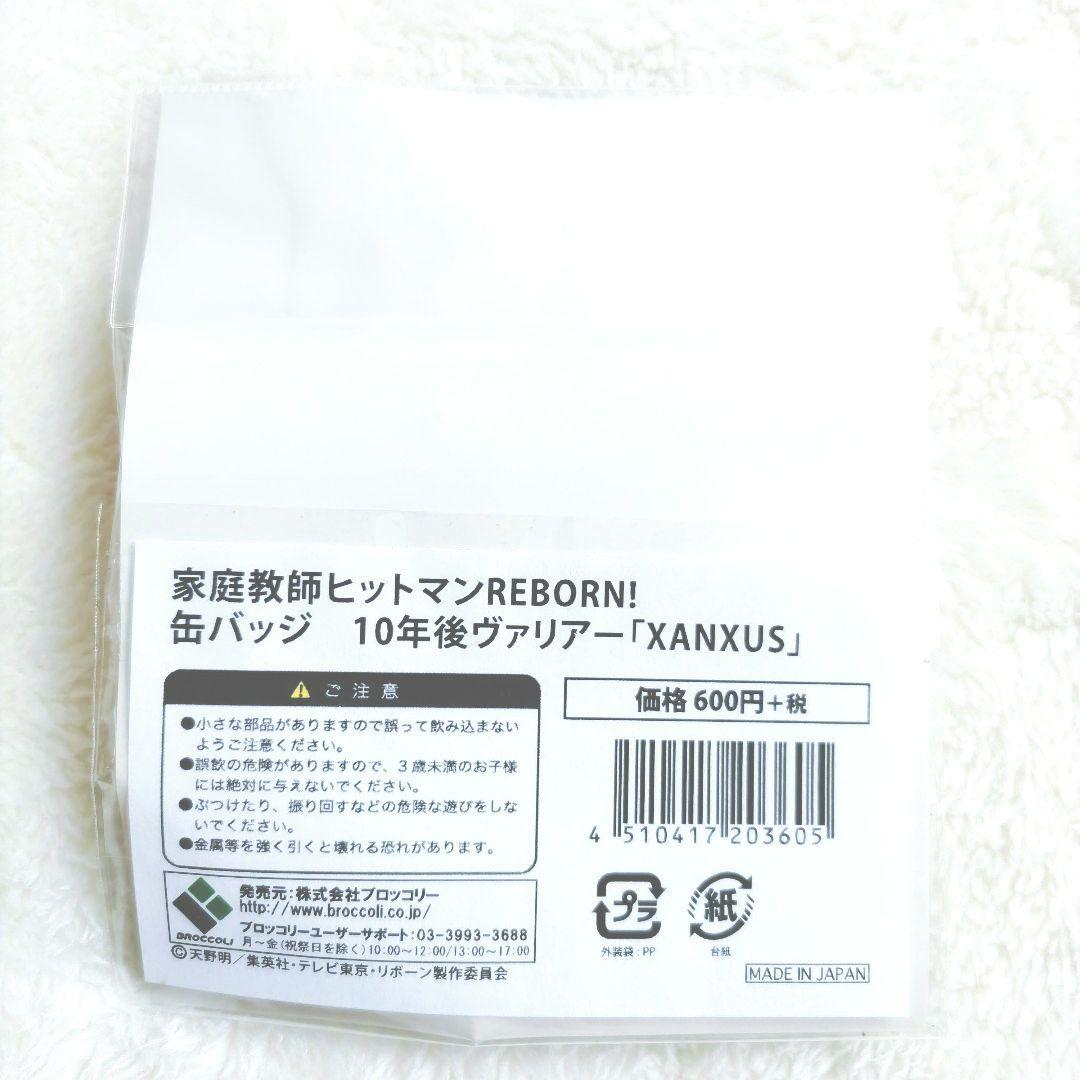 家庭教師ヒットマンREBORN!
缶バッジ　10年後ヴァリアー「XANXUS」
ご注意
●小さな部品がありますので誤って飲み込まない
ようご注意ください。
●誤飲の危険がありますので、3歳未満のお子様
には絶対に与えないでください。
●ぶつけたり、振り回すなどの危険な遊びをしな
いでください。
●金属等を強く引くと壊れる恐れがあります。
価格 600円+税
4 510417 203605
プラ
外装袋:PP
紙
台紙
BROCCOLI
発売元:株式会社ブロッコリー
http://www.broccoli.co.jp/
ブロッコリーユーザーサポート:03-3993-3688
月～金(祝祭日を除く)10:00～12:00/13:00～17:00
©天野明／集英社・テレビ東京・リボーン製作委員会
MADE IN JAPAN